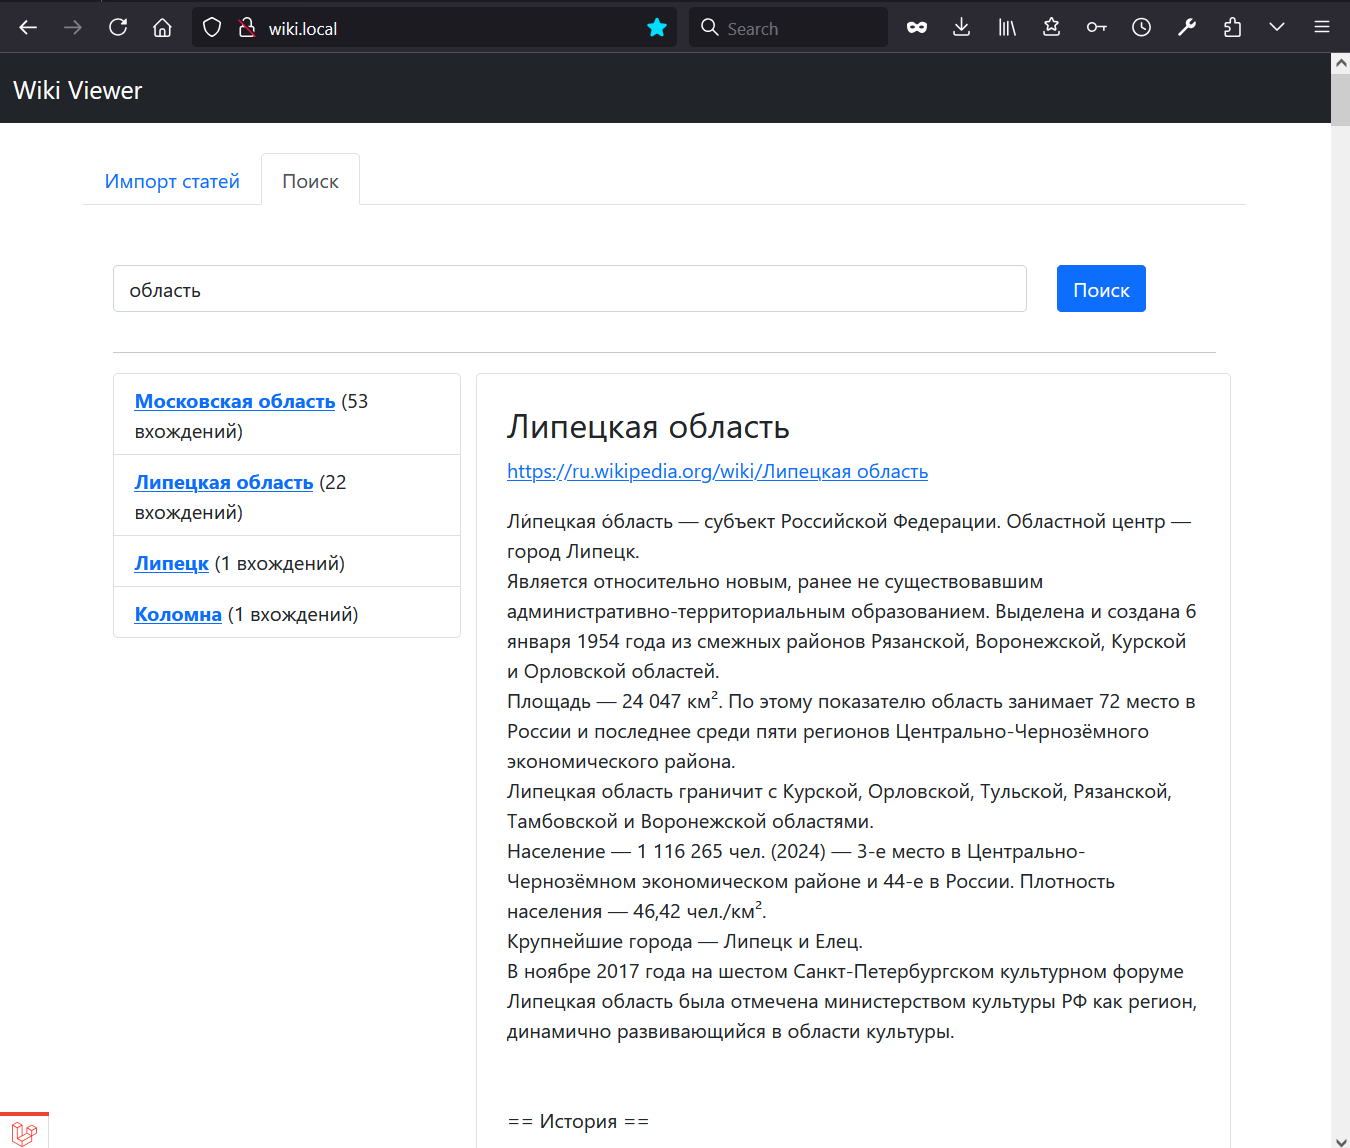 wiki.local
Search
Wiki Viewer
Импорт статей
Поиск
область
Поиск
Московская область (53
вхождений)
Липецкая область (22
вхождений)
Липецк (1 вхождений)
Коломна (1 вхождений)
Липецкая область
https://ru.wikipedia.org/wiki/Липецкая область
Ли́пецкая о́бласть — субъект Российской Федерации. Областной центр —
город Липецк.
Является относительно новым, ранее не существовавшим
административно-территориальным образованием. Выделена и создана 6
января 1954 года из смежных районов Рязанской, Воронежской, Курской
и Орловской областей.
Площадь — 24 047 км². По этому показателю область занимает 72 место в
России и последнее среди пяти регионов Центрально-Чернозёмного
экономического района.
Липецкая область граничит с Курской, Орловской, Тульской, Рязанской,
Тамбовской и Воронежской областями.
Население — 1 116 265 чел. (2024) — 3-е место в Центрально-
Чернозёмном экономическом районе и 44-е в России. Плотность
населения — 46,42 чел./км².
Крупнейшие города — Липецк и Елец.
В ноябре 2017 года на шестом Санкт-Петербургском культурном форуме
Липецкая область была отмечена министерством культуры РФ как регион,
динамично развивающийся в области культуры.
== История ==